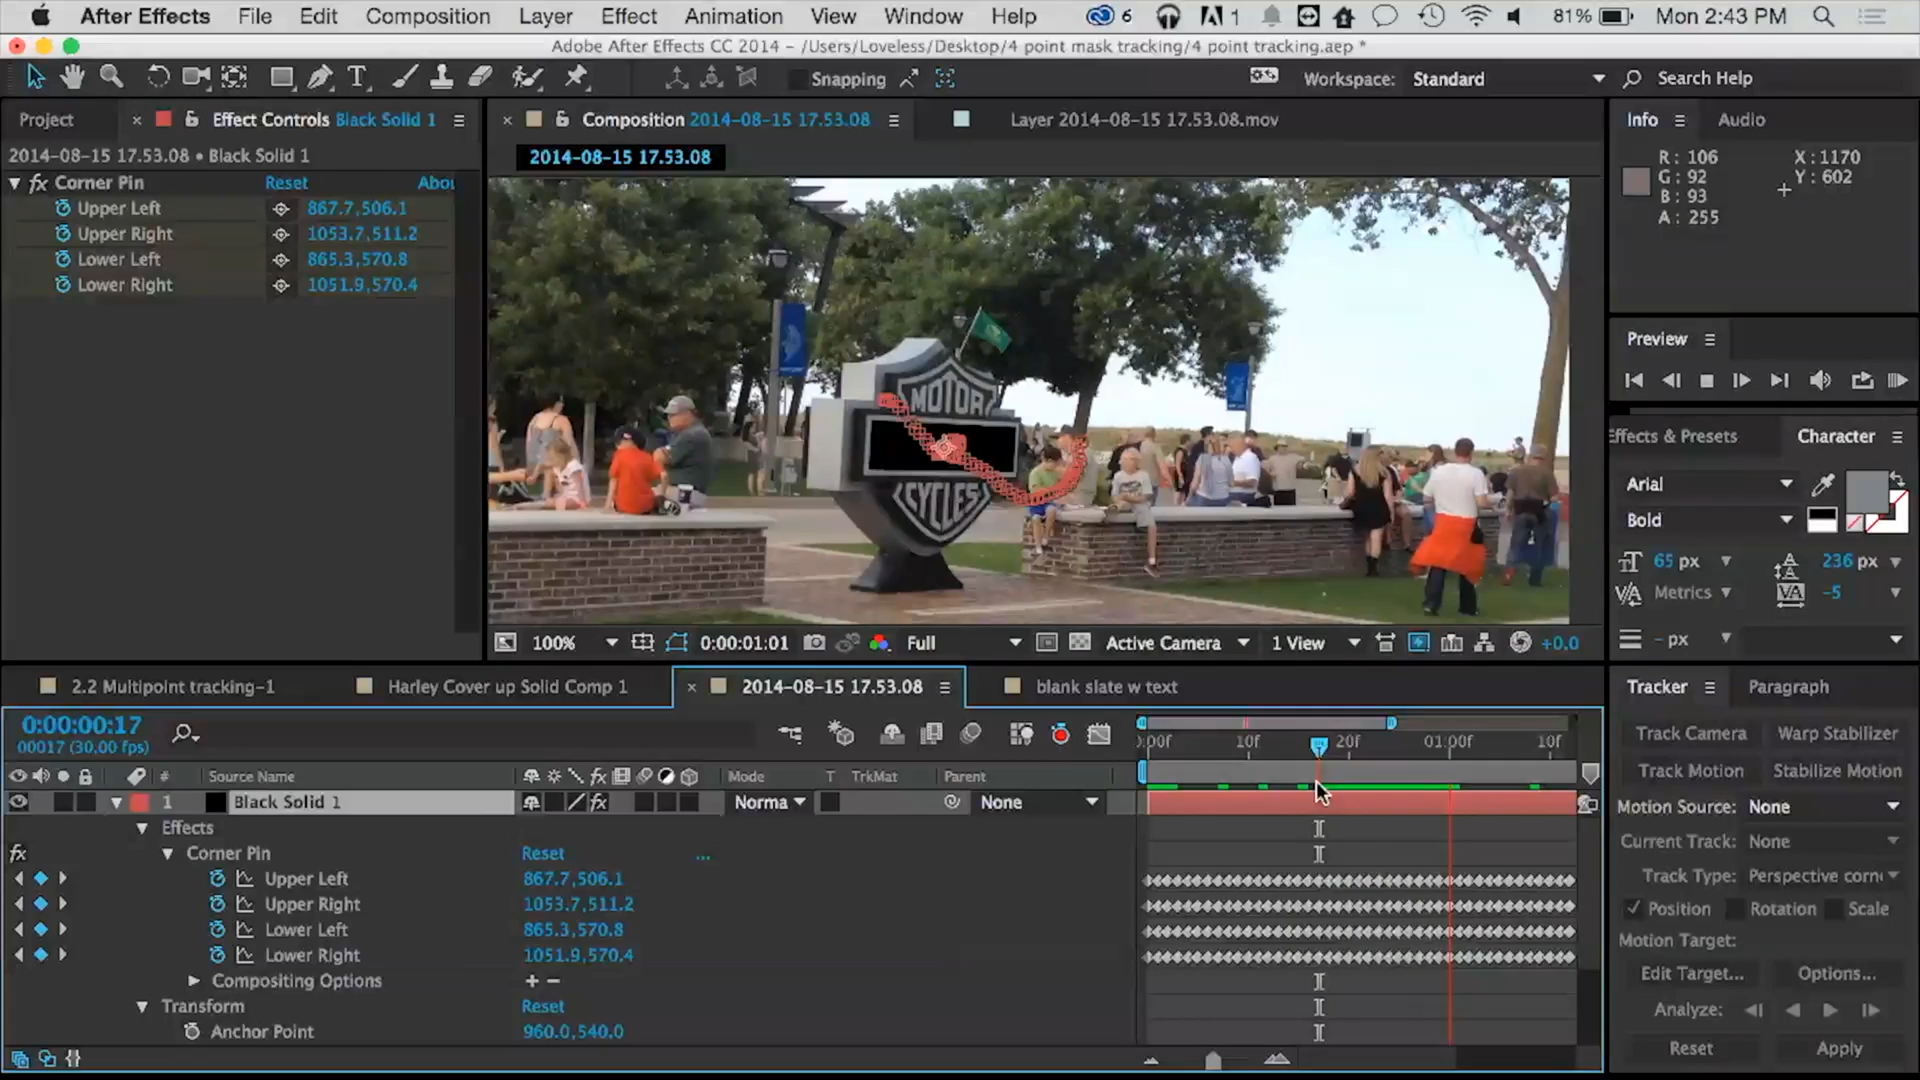 After Effects File Edit Composition Layer Effect Animation View Window Help 6 1 81% Mon 2:43 PM
Adobe After Effects CC 2014 - /Users/Loveless/Desktop/4 point mask tracking/4 point tracking.aep *
Snapping Workspace: Standard Search Help
Project × Effect Controls Black Solid 1
2014-08-15 17.53.08 • Black Solid 1
fx Corner Pin Reset Abou
Upper Left 867.7,506.1
Upper Right 1053.7,511.2
Lower Left 865.3,570.8
Lower Right 1051.9,570.4
× Composition 2014-08-15 17.53.08 Layer 2014-08-15 17.53.08.mov
2014-08-15 17.53.08
MOTOR
CYCLES
100% 0:00:01:01 Full Active Camera 1 View +0.0
Info Audio
R: 106 X: 1170
G: 92 Y: 602
B: 93
A: 255
Preview
Effects & Presets Character
Arial
Bold
65 px 236 px
Metrics -5
- px
2.2 Multipoint tracking-1 Harley Cover up Solid Comp 1 × 2014-08-15 17.53.08 blank slate w text
0:00:00:17
00017 (30.00 fps)
:00f 10f 20f 01:00f 10f
# Source Name fx Mode T TrkMat Parent
1 Black Solid 1 fx Norma None
Effects
fx Corner Pin Reset ...
Upper Left 867.7,506.1
Upper Right 1053.7,511.2
Lower Left 865.3,570.8
Lower Right 1051.9,570.4
Compositing Options + −
Transform Reset
Anchor Point 960.0,540.0
Tracker Paragraph
Track Camera Warp Stabilizer
Track Motion Stabilize Motion
Motion Source: None
Current Track: None
Track Type: Perspective corn
Position Rotation Scale
Motion Target:
Edit Target... Options...
Analyze:
Reset Apply